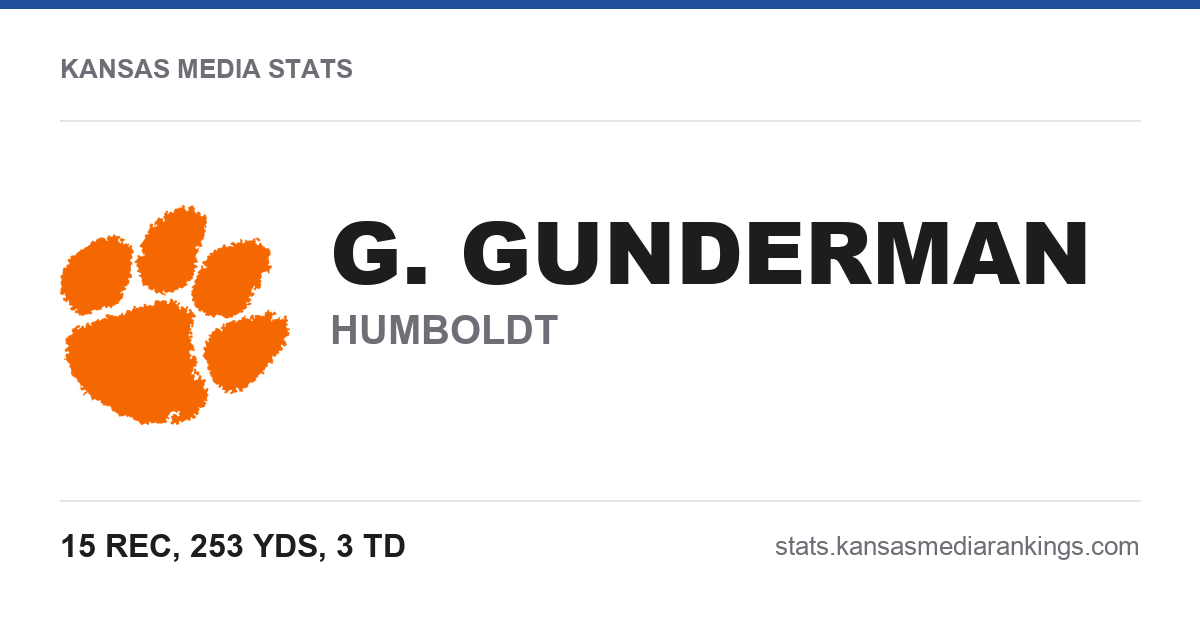 KANSAS MEDIA STATS
G. GUNDERMAN
HUMBOLDT
15 REC, 253 YDS, 3 TD
stats.kansasmediarankings.com